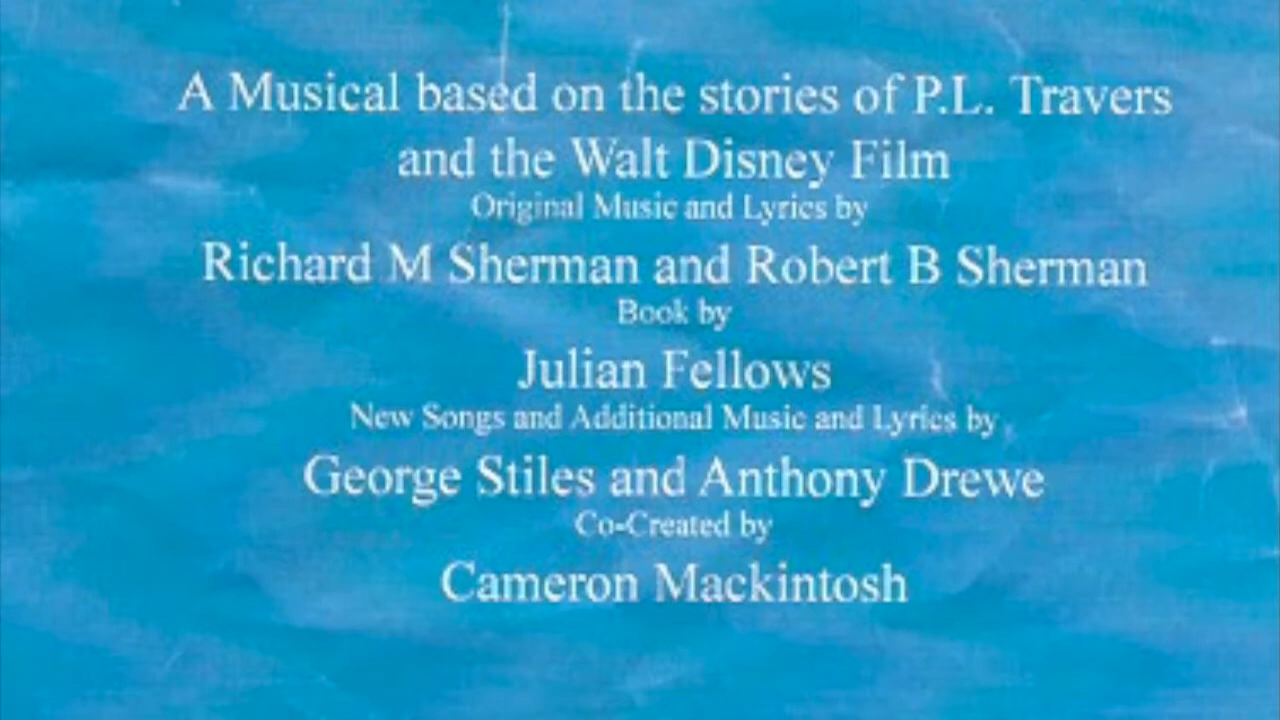 A Musical based on the stories of P.L. Travers
and the Walt Disney Film
Original Music and Lyrics by
Richard M Sherman and Robert B Sherman
Book by
Julian Fellows
New Songs and Additional Music and Lyrics by
George Stiles and Anthony Drewe
Co-Created by
Cameron Mackintosh